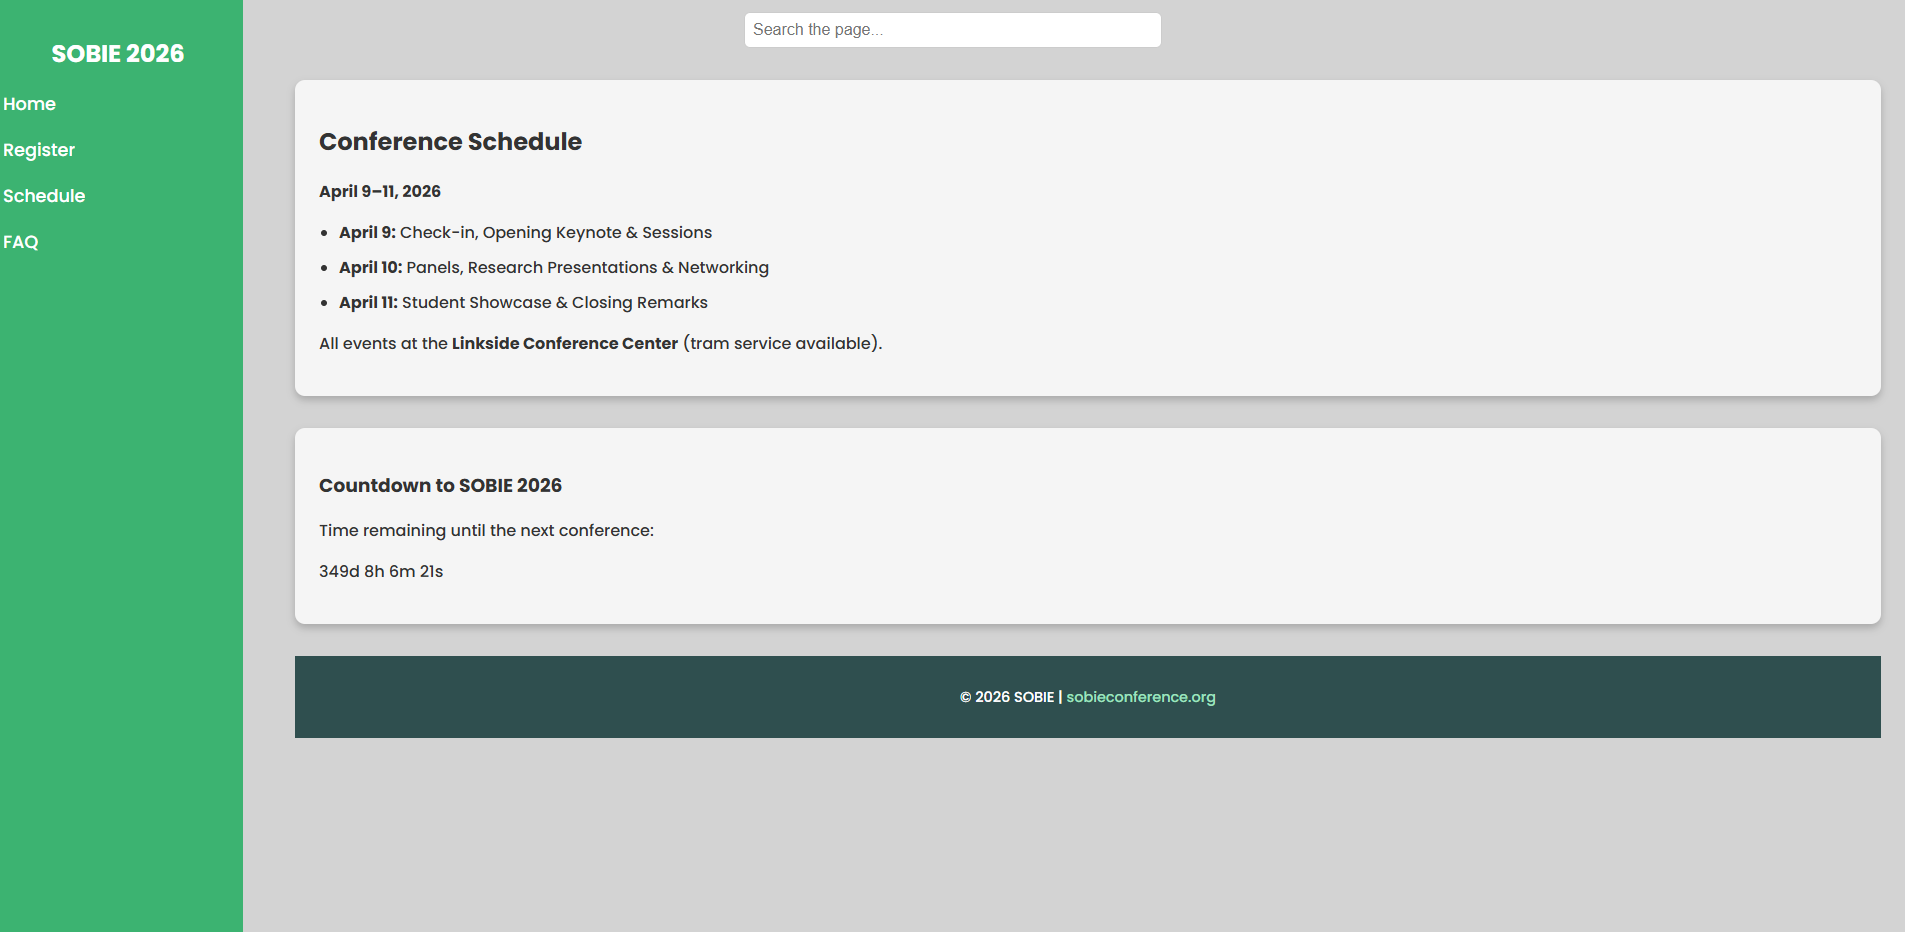 SOBIE 2026
Home
Register
Schedule
FAQ
Search the page...
Conference Schedule
April 9–11, 2026
• April 9: Check-in, Opening Keynote & Sessions
• April 10: Panels, Research Presentations & Networking
• April 11: Student Showcase & Closing Remarks
All events at the Linkside Conference Center (tram service available).
Countdown to SOBIE 2026
Time remaining until the next conference:
349d 8h 6m 21s
© 2026 SOBIE | sobieconference.org